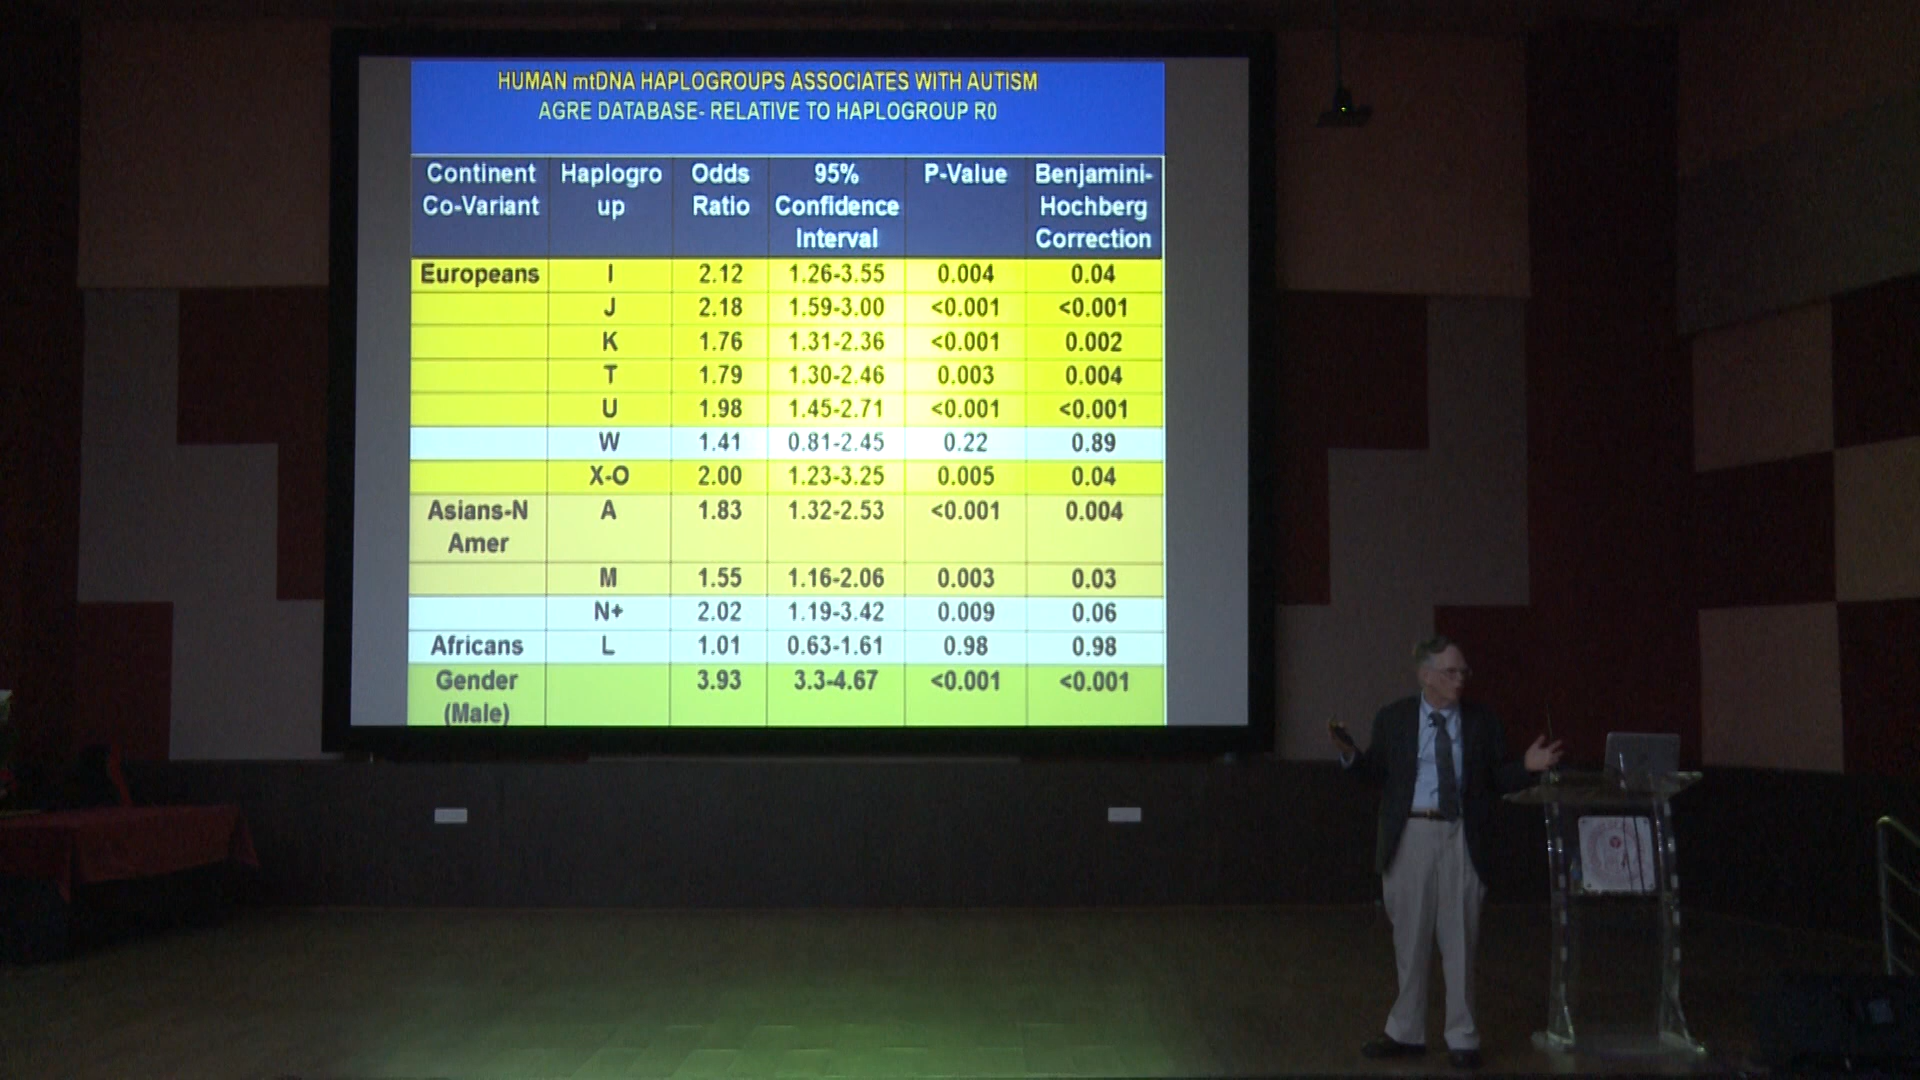 HUMAN mtDNA HAPLOGROUPS ASSOCIATES WITH AUTISM
AGRE DATABASE- RELATIVE TO HAPLOGROUP R0
Continent Co-Variant Haplogro up Odds Ratio 95% Confidence Interval P-Value Benjamini-Hochberg Correction
Europeans I 2.12 1.26-3.55 0.004 0.04
J 2.18 1.59-3.00 <0.001 <0.001
K 1.76 1.31-2.36 <0.001 0.002
T 1.79 1.30-2.46 0.003 0.004
U 1.98 1.45-2.71 <0.001 <0.001
W 1.41 0.81-2.45 0.22 0.89
X-O 2.00 1.23-3.25 0.005 0.04
Asians-N Amer A 1.83 1.32-2.53 <0.001 0.004
M 1.55 1.16-2.06 0.003 0.03
N+ 2.02 1.19-3.42 0.009 0.06
Africans L 1.01 0.63-1.61 0.98 0.98
Gender (Male) 3.93 3.3-4.67 <0.001 <0.001